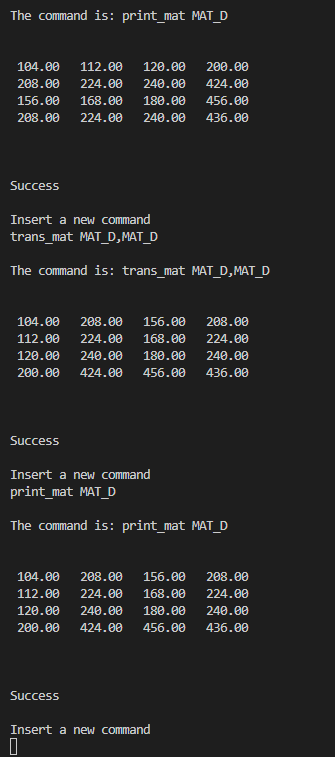 The command is: print_mat MAT_D
104.00 112.00 120.00 200.00
208.00 224.00 240.00 424.00
156.00 168.00 180.00 456.00
208.00 224.00 240.00 436.00
Success
Insert a new command
trans_mat MAT_D,MAT_D
The command is: trans_mat MAT_D,MAT_D
104.00 208.00 156.00 208.00
112.00 224.00 168.00 224.00
120.00 240.00 180.00 240.00
200.00 424.00 456.00 436.00
Success
Insert a new command
print_mat MAT_D
The command is: print_mat MAT_D
104.00 208.00 156.00 208.00
112.00 224.00 168.00 224.00
120.00 240.00 180.00 240.00
200.00 424.00 456.00 436.00
Success
Insert a new command